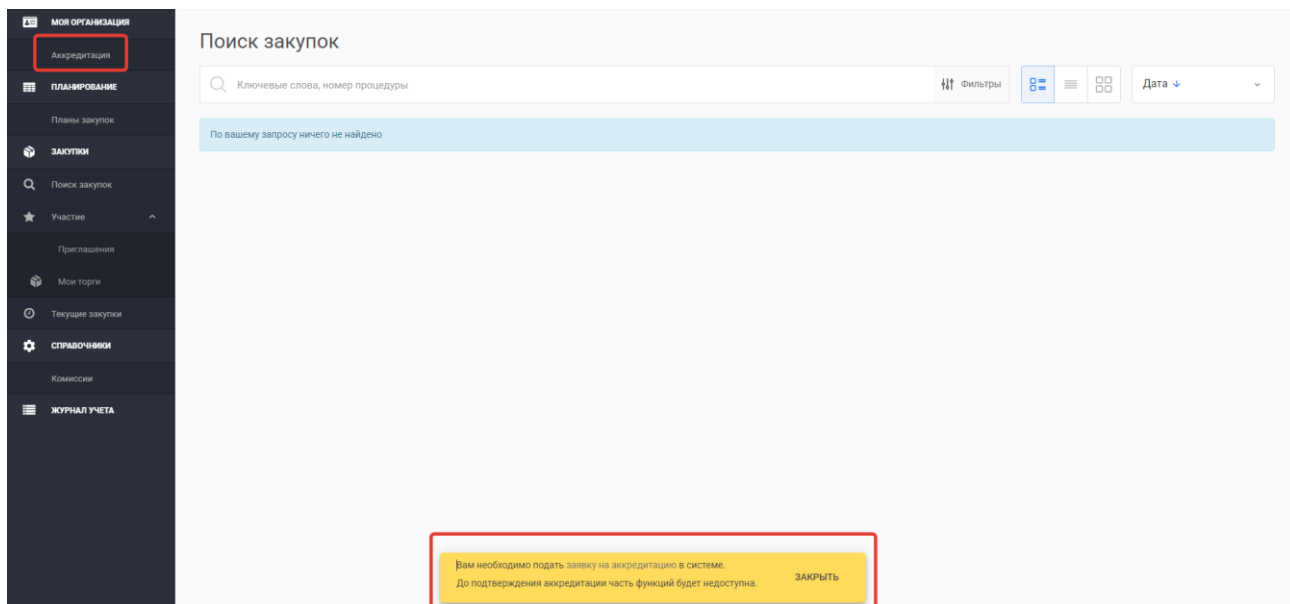 МОЯ ОРГАНИЗАЦИЯ
Аккредитация
ПЛАНИРОВАНИЕ
Планы закупок
ЗАКУПКИ
Поиск закупок
Участие
Приглашения
Мои торги
Текущие закупки
СПРАВОЧНИКИ
Комиссии
ЖУРНАЛ УЧЕТА
Поиск закупок
Ключевые слова, номер процедуры
Фильтры
Дата
По вашему запросу ничего не найдено
Вам необходимо подать заявку на аккредитацию в системе.
До подтверждения аккредитации часть функций будет недоступна.
ЗАКРЫТЬ